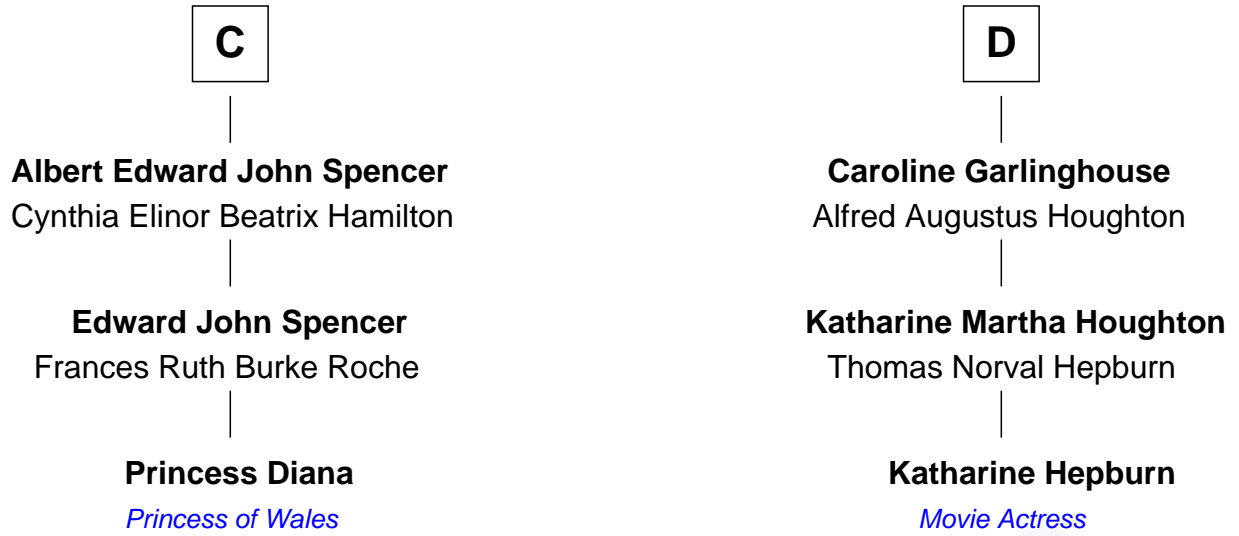 C
D
Albert Edward John Spencer
Cynthia Elinor Beatrix Hamilton
Caroline Garlinghouse
Alfred Augustus Houghton
Edward John Spencer
Frances Ruth Burke Roche
Katharine Martha Houghton
Thomas Norval Hepburn
Princess Diana
Princess of Wales
Katharine Hepburn
Movie Actress